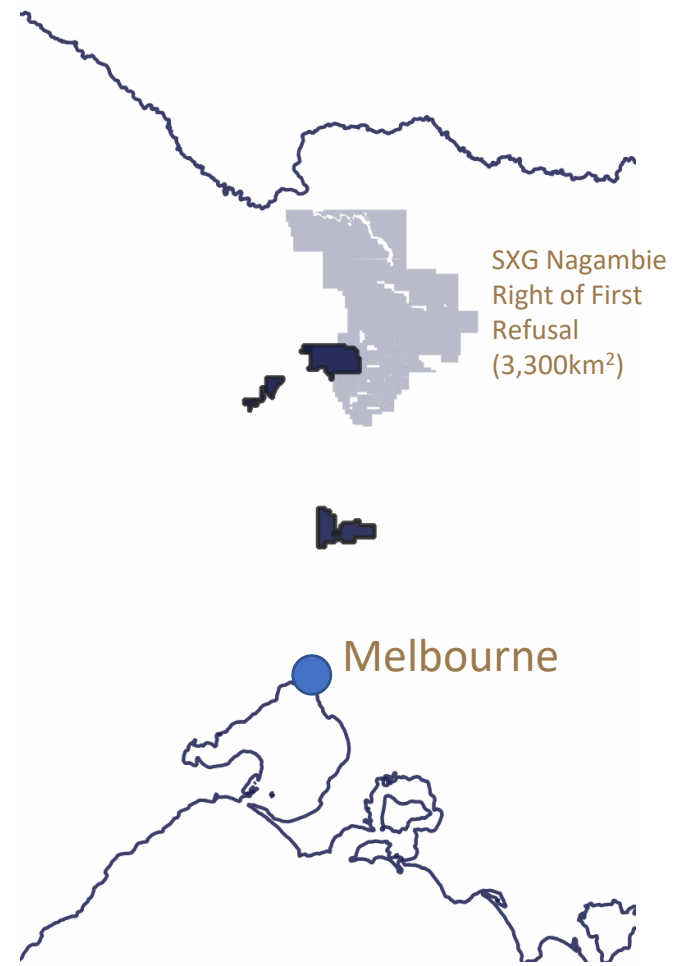 SXG Nagambie
Right of First
Refusal
(3,300km²)
Melbourne